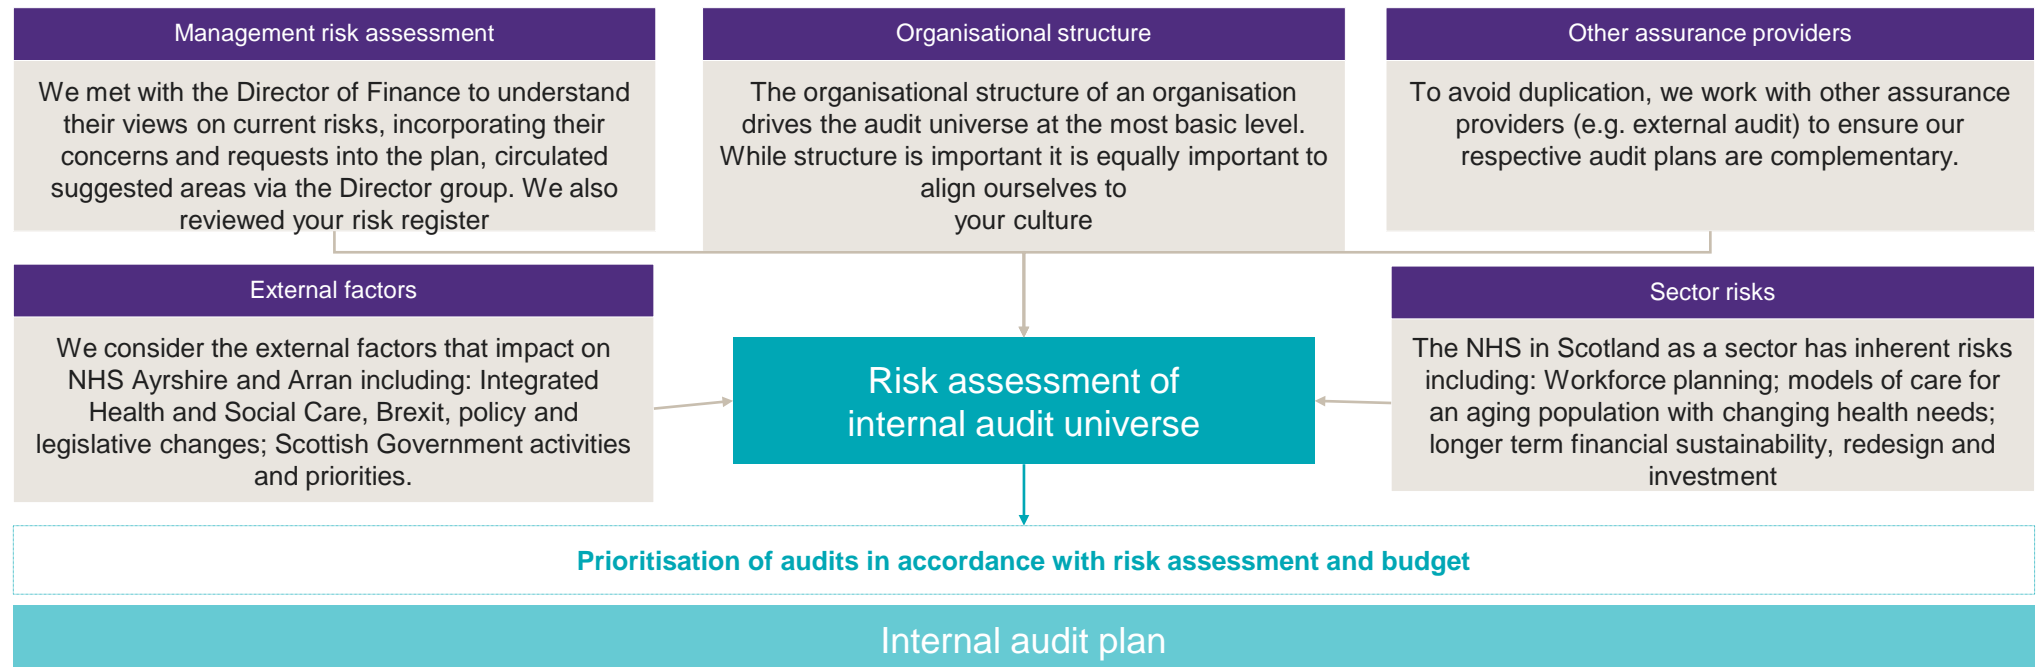 Management risk assessment
We met with the Director of Finance to understand
their views on current risks, incorporating their
concerns and requests into the plan, circulated
suggested areas via the Director group. We also
reviewed your risk register
Organisational structure
The organisational structure of an organisation
drives the audit universe at the most basic level.
While structure is important it is equally important to
align ourselves to
your culture
Other assurance providers
To avoid duplication, we work with other assurance
providers (e.g. external audit) to ensure our
respective audit plans are complementary.
External factors
We consider the external factors that impact on
NHS Ayrshire and Arran including: Integrated
Health and Social Care, Brexit, policy and
legislative changes; Scottish Government activities
and priorities.
Risk assessment of
internal audit universe
Sector risks
The NHS in Scotland as a sector has inherent risks
including: Workforce planning; models of care for
an aging population with changing health needs;
longer term financial sustainability, redesign and
investment
Prioritisation of audits in accordance with risk assessment and budget
Internal audit plan